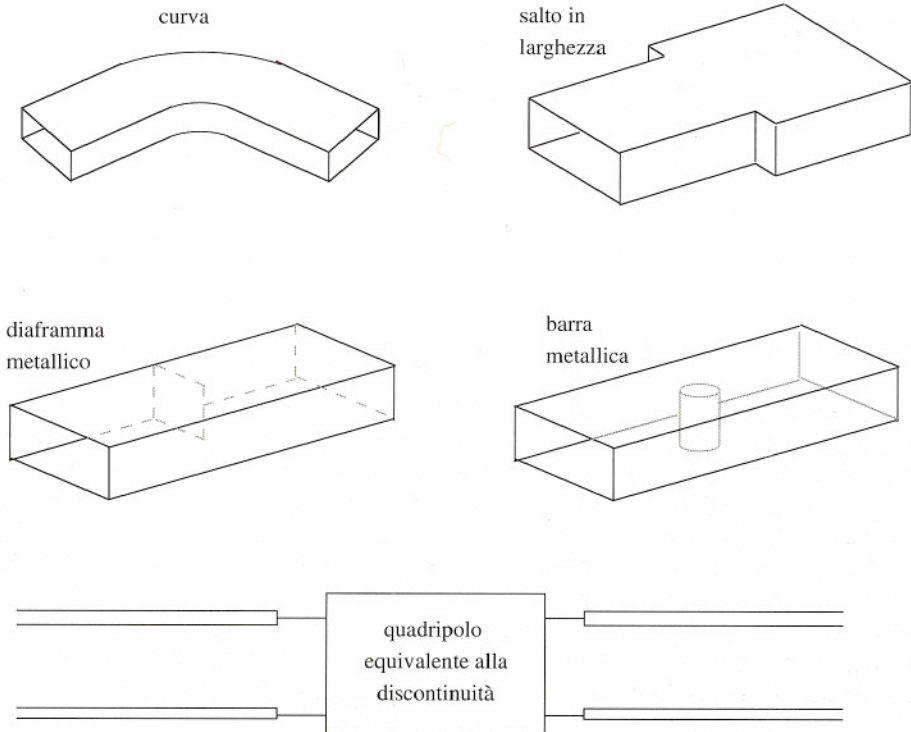 curva
salto in
larghezza
diaframma
metallico
barra
metallica
quadripolo
equivalente alla
discontinuità